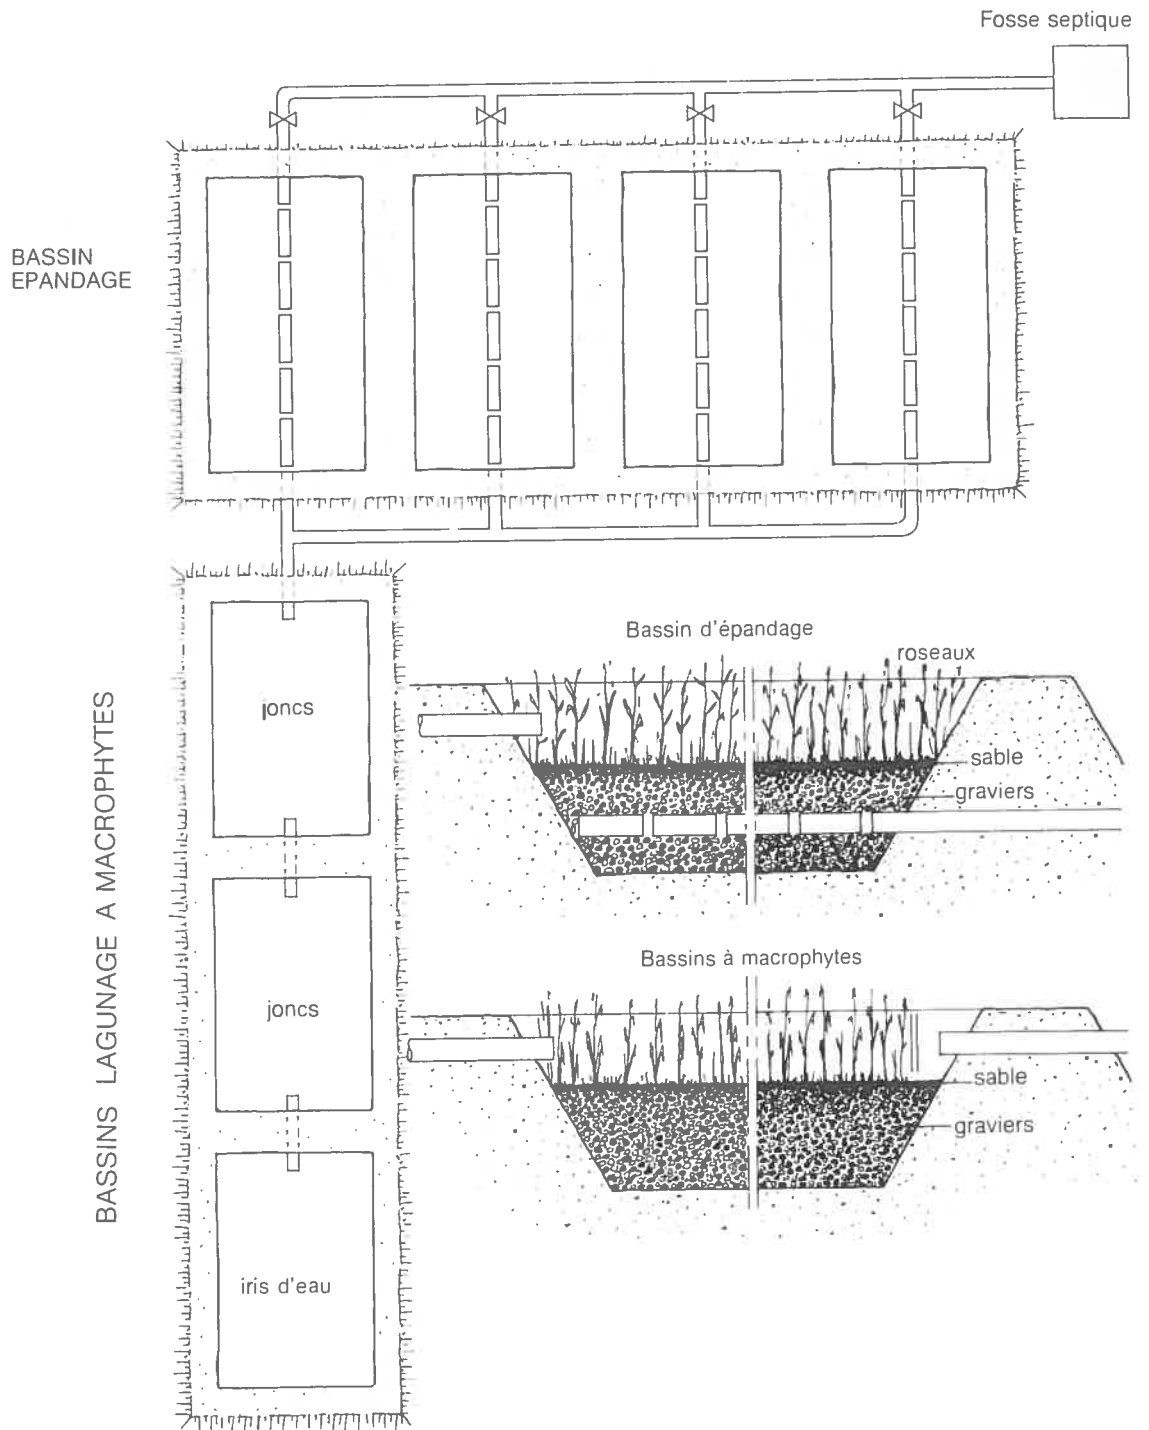 Fosse septique
BASSIN
EPANDAGE
BASSINS LAGUNAGE A MACROPHYTES
joncs
joncs
iris d'eau
Bassin d'épandage
roseaux
sable
graviers
Bassins à macrophytes
sable
graviers